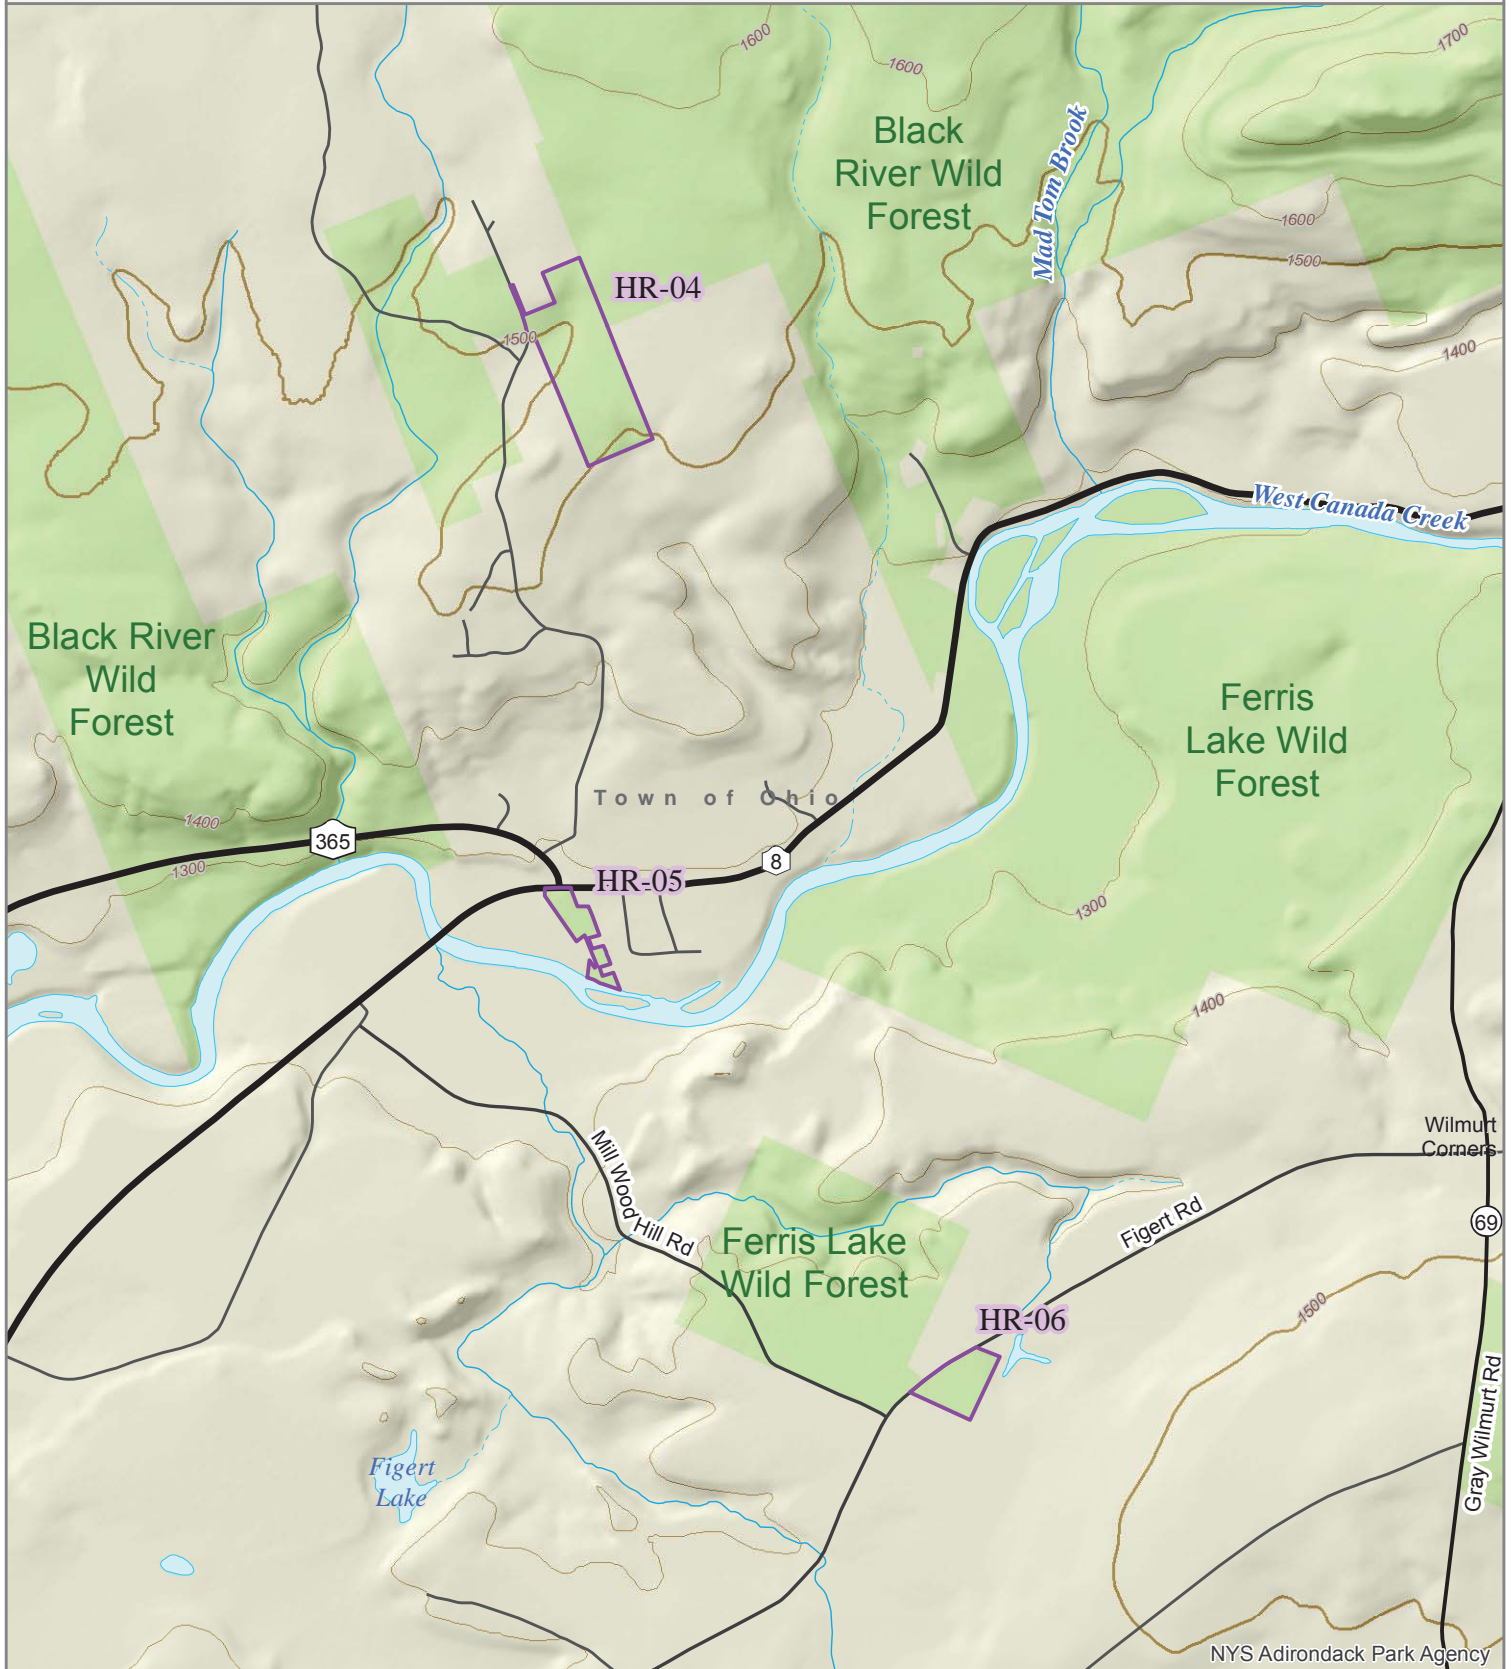 1600
1600
1700
Black
River Wild
Forest
Mad Tom Brook
1600
1500
HR-04
1500
1400
West Canada Creek
Black River
Wild
Forest
Ferris
Lake Wild
Forest
Town of Ohio
1400
365
1300
8
HR-05
1300
1400
Wilmurt
Corners
Mill Wood Hill Rd
Figert Rd
69
Ferris Lake
Wild Forest
HR-06
1500
Gray Wilmurt Rd
Figert
Lake
NYS Adirondack Park Agency